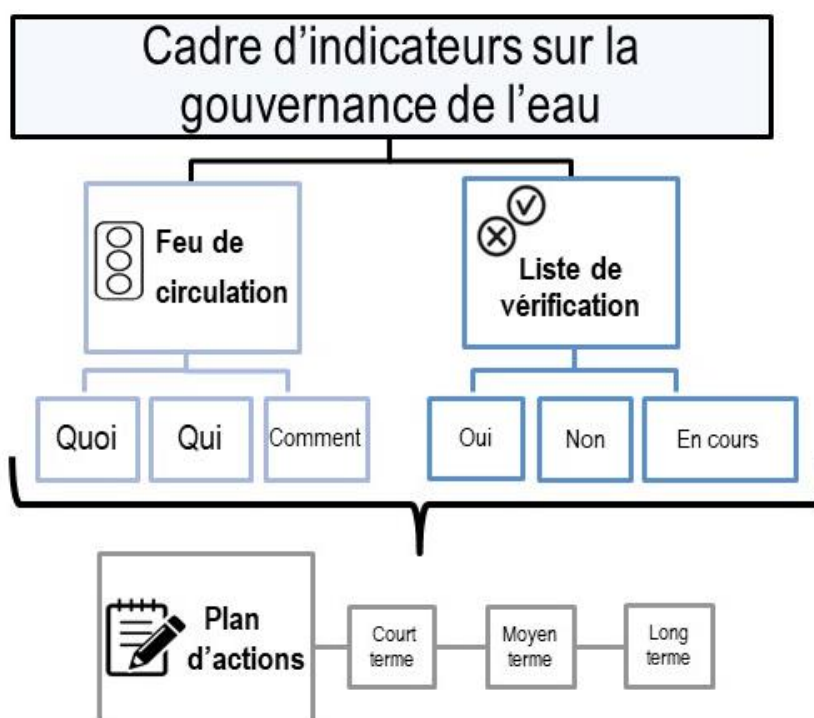 Cadre d'indicateurs sur la
gouvernance de l'eau
Feu de
circulation
Liste de
vérification
Quoi
Qui
Comment
Oui
Non
En cours
Plan
d'actions
Court
terme
Moyen
terme
Long
terme